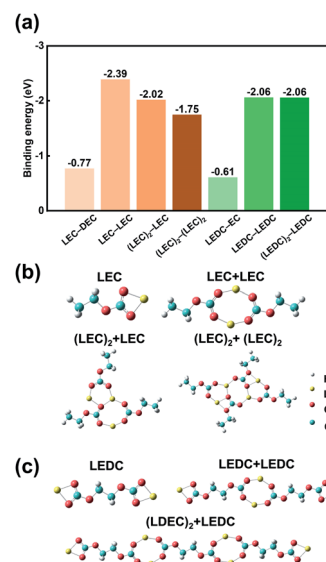 (a)
Binding energy (eV)
-3
-2
-1
0
-0.77
-2.39
-2.02
-1.75
-0.61
-2.06
-2.06
LEC–DEC
LEC–LEC
(LEC)₂–LEC
(LEC)₂–(LEC)₂
LEDC–EC
LEDC–LEDC
(LEDC)₂–LEDC
(b)
LEC
LEC+LEC
(LEC)₂+LEC
(LEC)₂+ (LEC)₂
(c)
LEDC
LEDC+LEDC
(LDEC)₂+LEDC